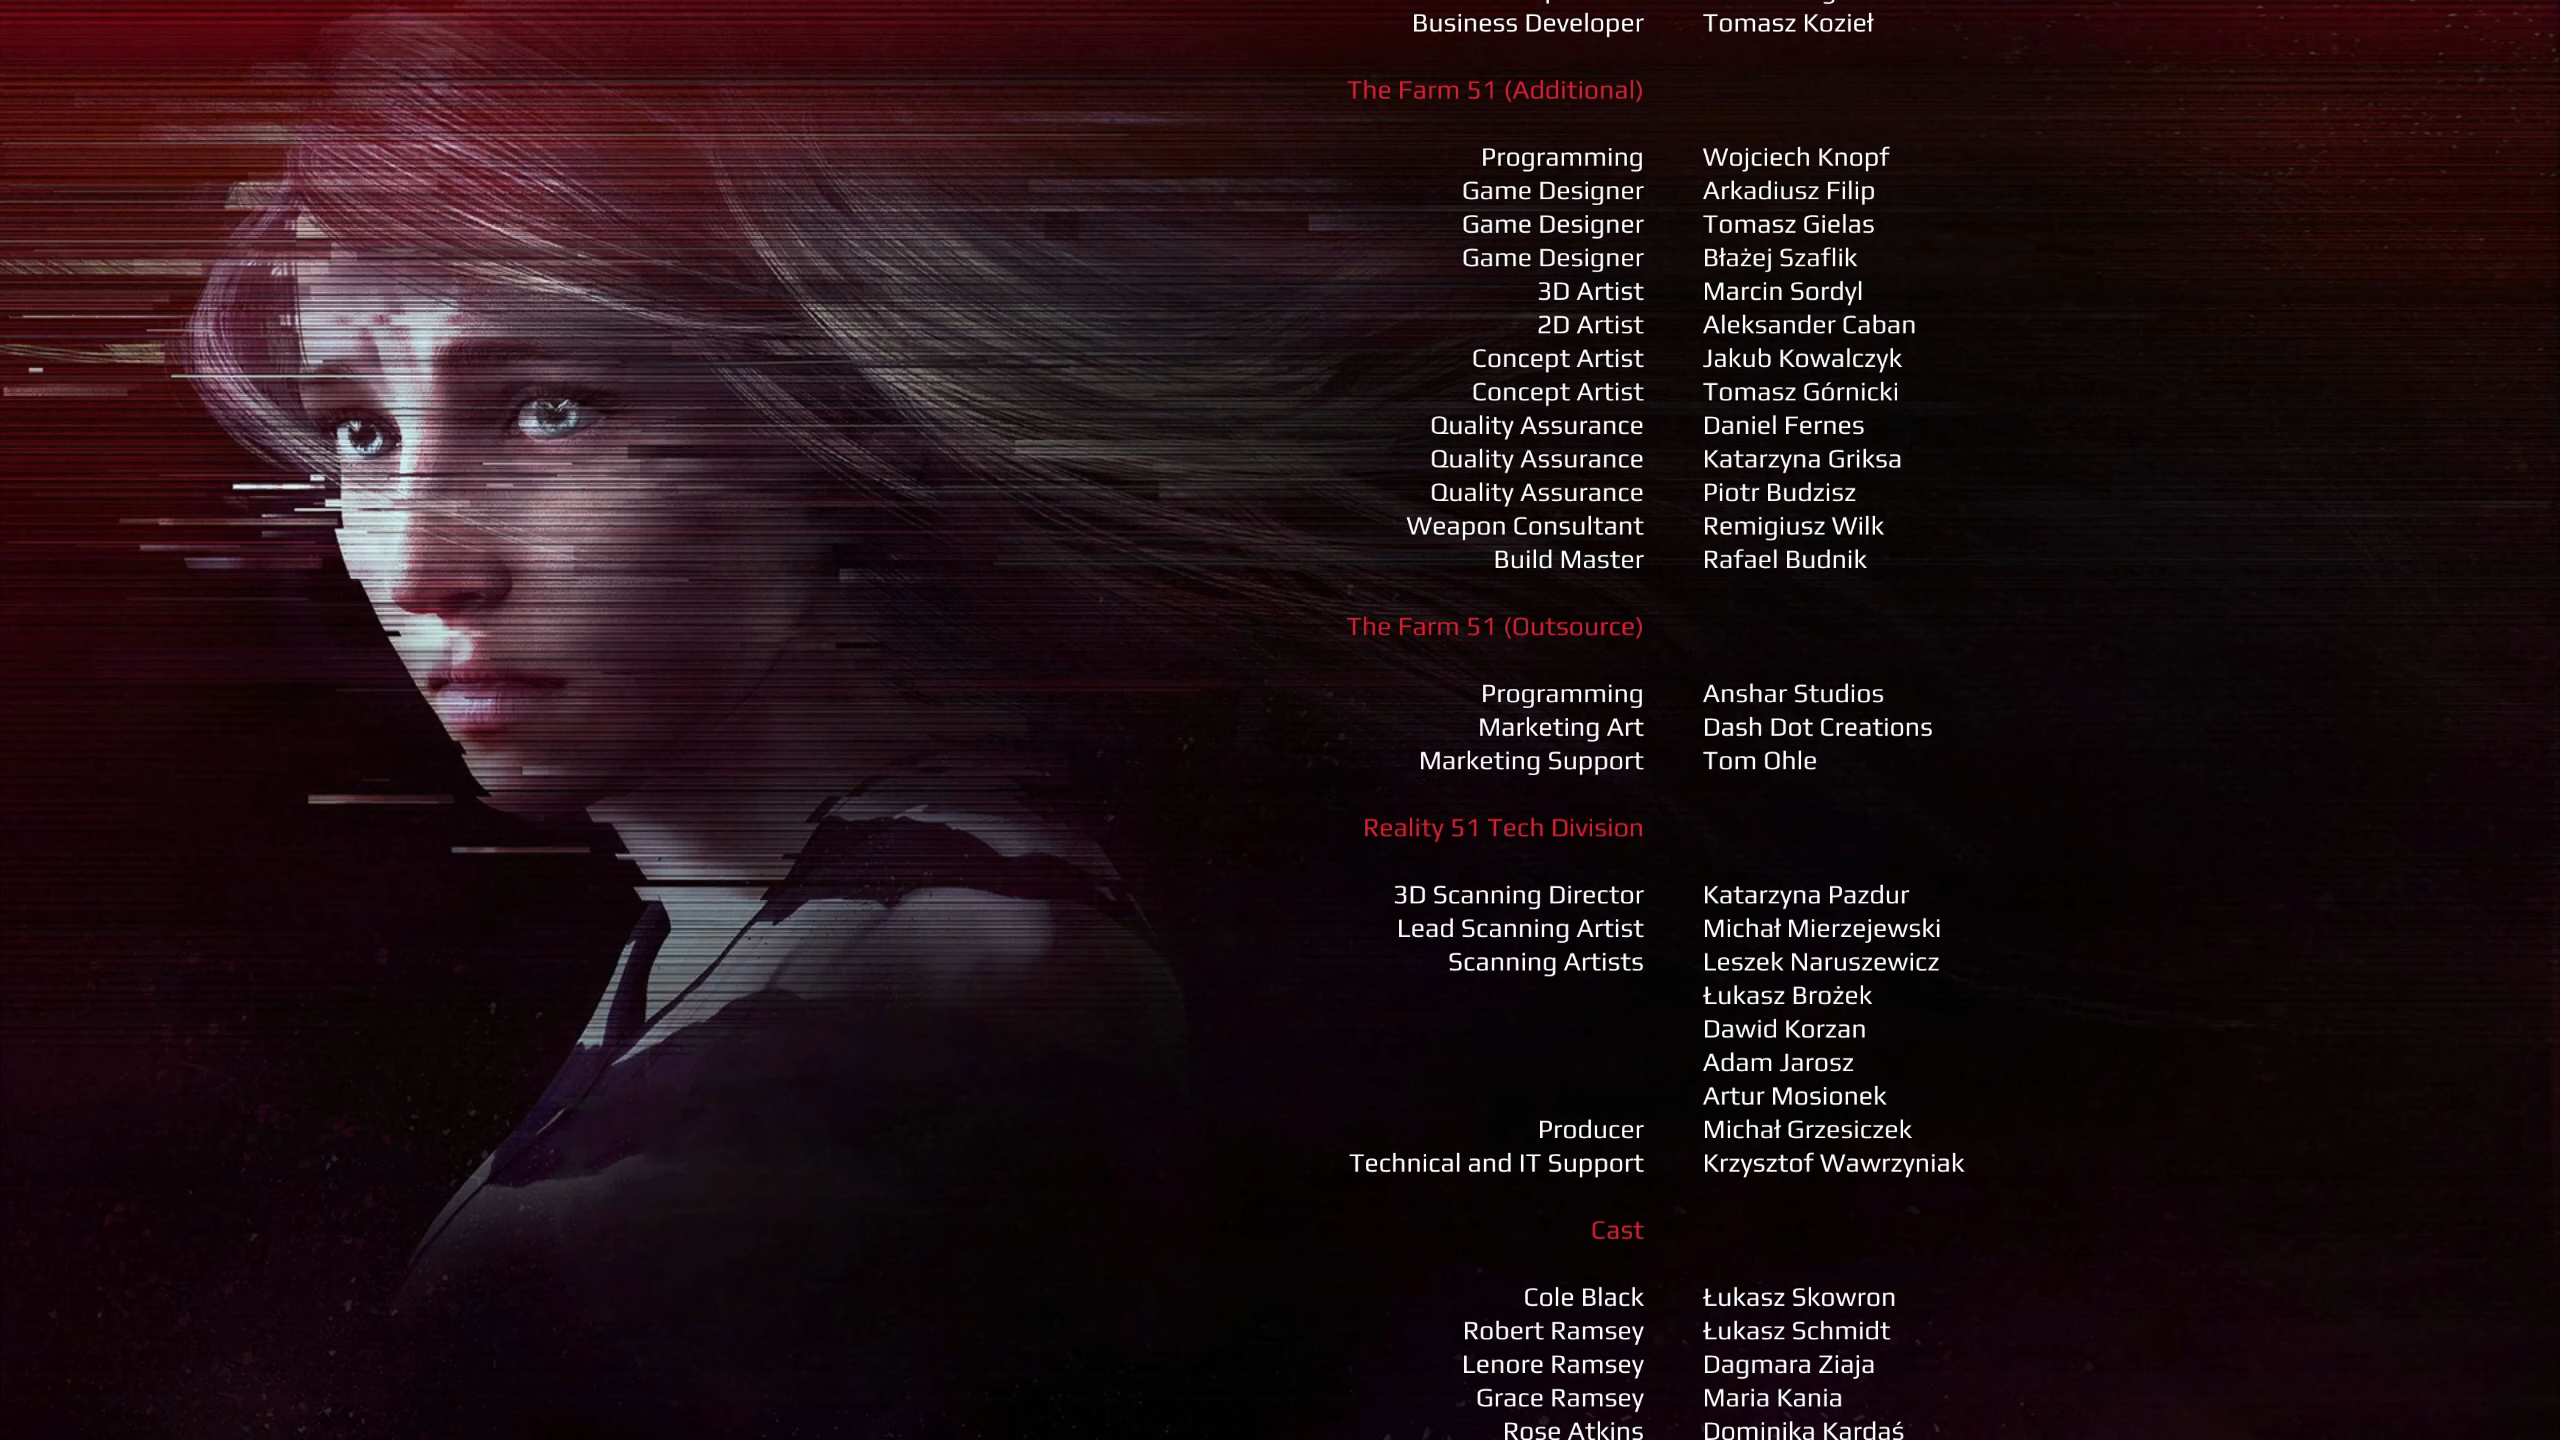 Business Developer Tomasz Kozieł
The Farm 51 (Additional)
Programming Wojciech Knopf
Game Designer Arkadiusz Filip
Game Designer Tomasz Gielas
Game Designer Błażej Szaflik
3D Artist Marcin Sordyl
2D Artist Aleksander Caban
Concept Artist Jakub Kowalczyk
Concept Artist Tomasz Górnicki
Quality Assurance Daniel Fernes
Quality Assurance Katarzyna Griksa
Quality Assurance Piotr Budzisz
Weapon Consultant Remigiusz Wilk
Build Master Rafael Budnik
The Farm 51 (Outsource)
Programming Anshar Studios
Marketing Art Dash Dot Creations
Marketing Support Tom Ohle
Reality 51 Tech Division
3D Scanning Director Katarzyna Pazdur
Lead Scanning Artist Michał Mierzejewski
Scanning Artists Leszek Naruszewicz
Łukasz Brożek
Dawid Korzan
Adam Jarosz
Artur Mosionek
Producer Michał Grzesiczek
Technical and IT Support Krzysztof Wawrzyniak
Cast
Cole Black Łukasz Skowron
Robert Ramsey Łukasz Schmidt
Lenore Ramsey Dagmara Ziaja
Grace Ramsey Maria Kania
Rose Atkins Dominika Kardaś